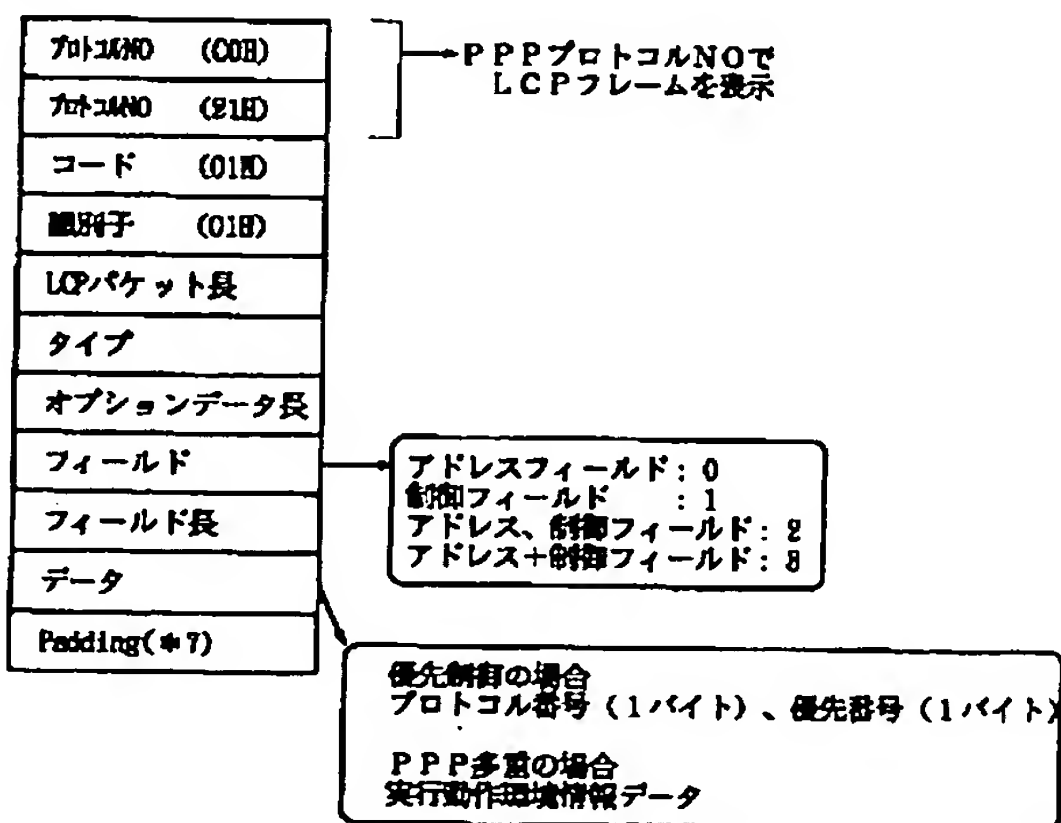 プロトコルNO (C0H)
PPPプロトコルNOで
LCPフレームを表示
プロトコルNO (21H)
コード (01H)
識別子 (01H)
LCPパケット長
タイプ
オプションデータ長
フィールド
アドレスフィールド: 0
制御フィールド : 1
アドレス、制御フィールド: 2
アドレス+制御フィールド: 3
フィールド長
データ
Padding(*7)
優先制御の場合
プロトコル番号(1バイト)、優先番号(1バイト)
PPP多重の場合
実行動作環境情報データ